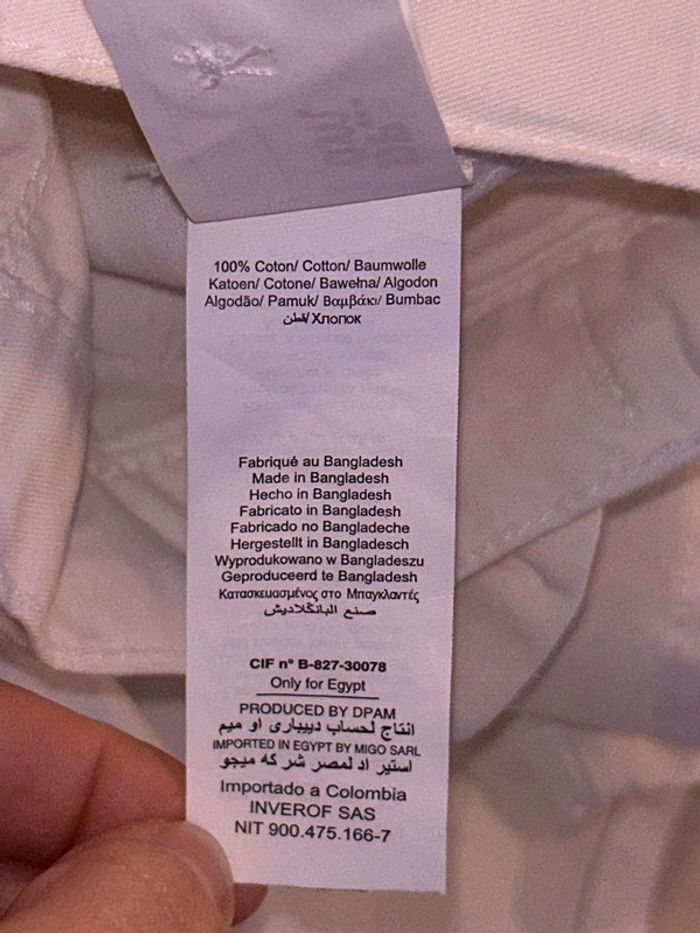 100% Coton/ Cotton/ Baumwolle
Katoen/ Cotone/ Bawełna/ Algodon
Algodão/ Pamuk/ Βαμβάκι/ Bumbac
قطن/Хлопок
Fabriqué au Bangladesh
Made in Bangladesh
Hecho in Bangladesh
Fabricato in Bangladesh
Fabricado no Bangladeche
Hergestellt in Bangladesch
Wyprodukowano w Bangladeszu
Geproduceerd te Bangladesh
Κατασκευασμένος στο Μπαγκλαντές
صنع البانگلاديش
CIF n° B-827-30078
Only for Egypt
PRODUCED BY DPAM
انتاج لحساب ديبارى او ميم
IMPORTED IN EGYPT BY MIGO SARL
استير اد لمصر شر كه ميجو
Importado a Colombia
INVEROF SAS
NIT 900.475.166-7